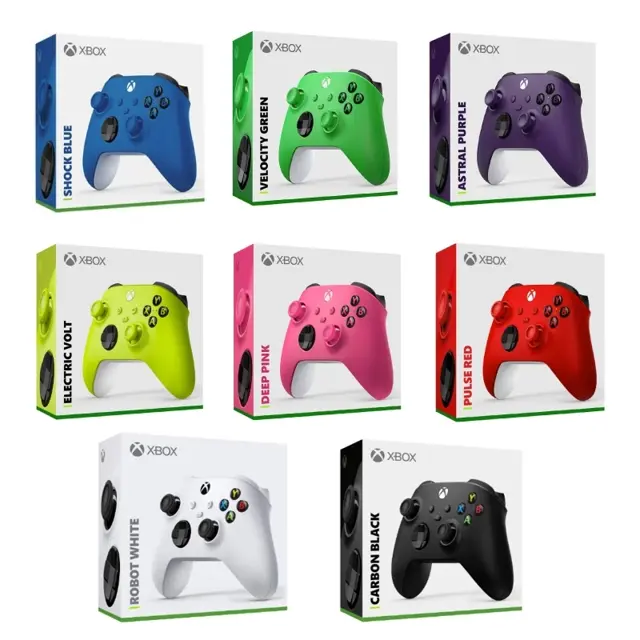 XBOX
SHOCK BLUE
XBOX
VELOCITY GREEN
XBOX
ASTRAL PURPLE
XBOX
ELECTRIC VOLT
XBOX
DEEP PINK
XBOX
PULSE RED
XBOX
ROBOT WHITE
XBOX
CARBON BLACK